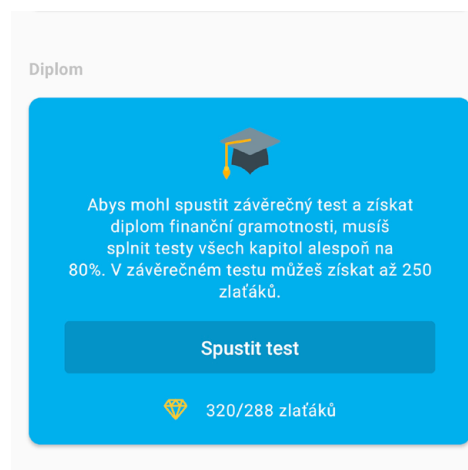 Diplom
Abys mohl spustit závěrečný test a získat
diplom finanční gramotnosti, musíš
splnit testy všech kapitol alespoň na
80%. V závěrečném testu můžeš získat až 250
zlaťáků.
Spustit test
320/288 zlaťáků